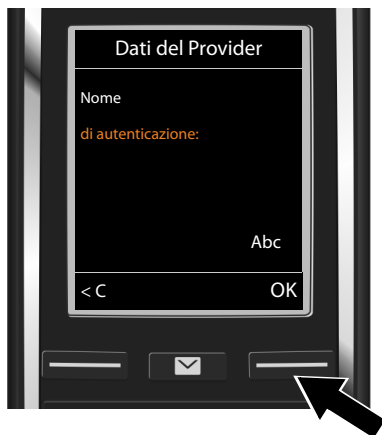 Dati del Provider
Nome
di autenticazione:
Abc
< C
OK